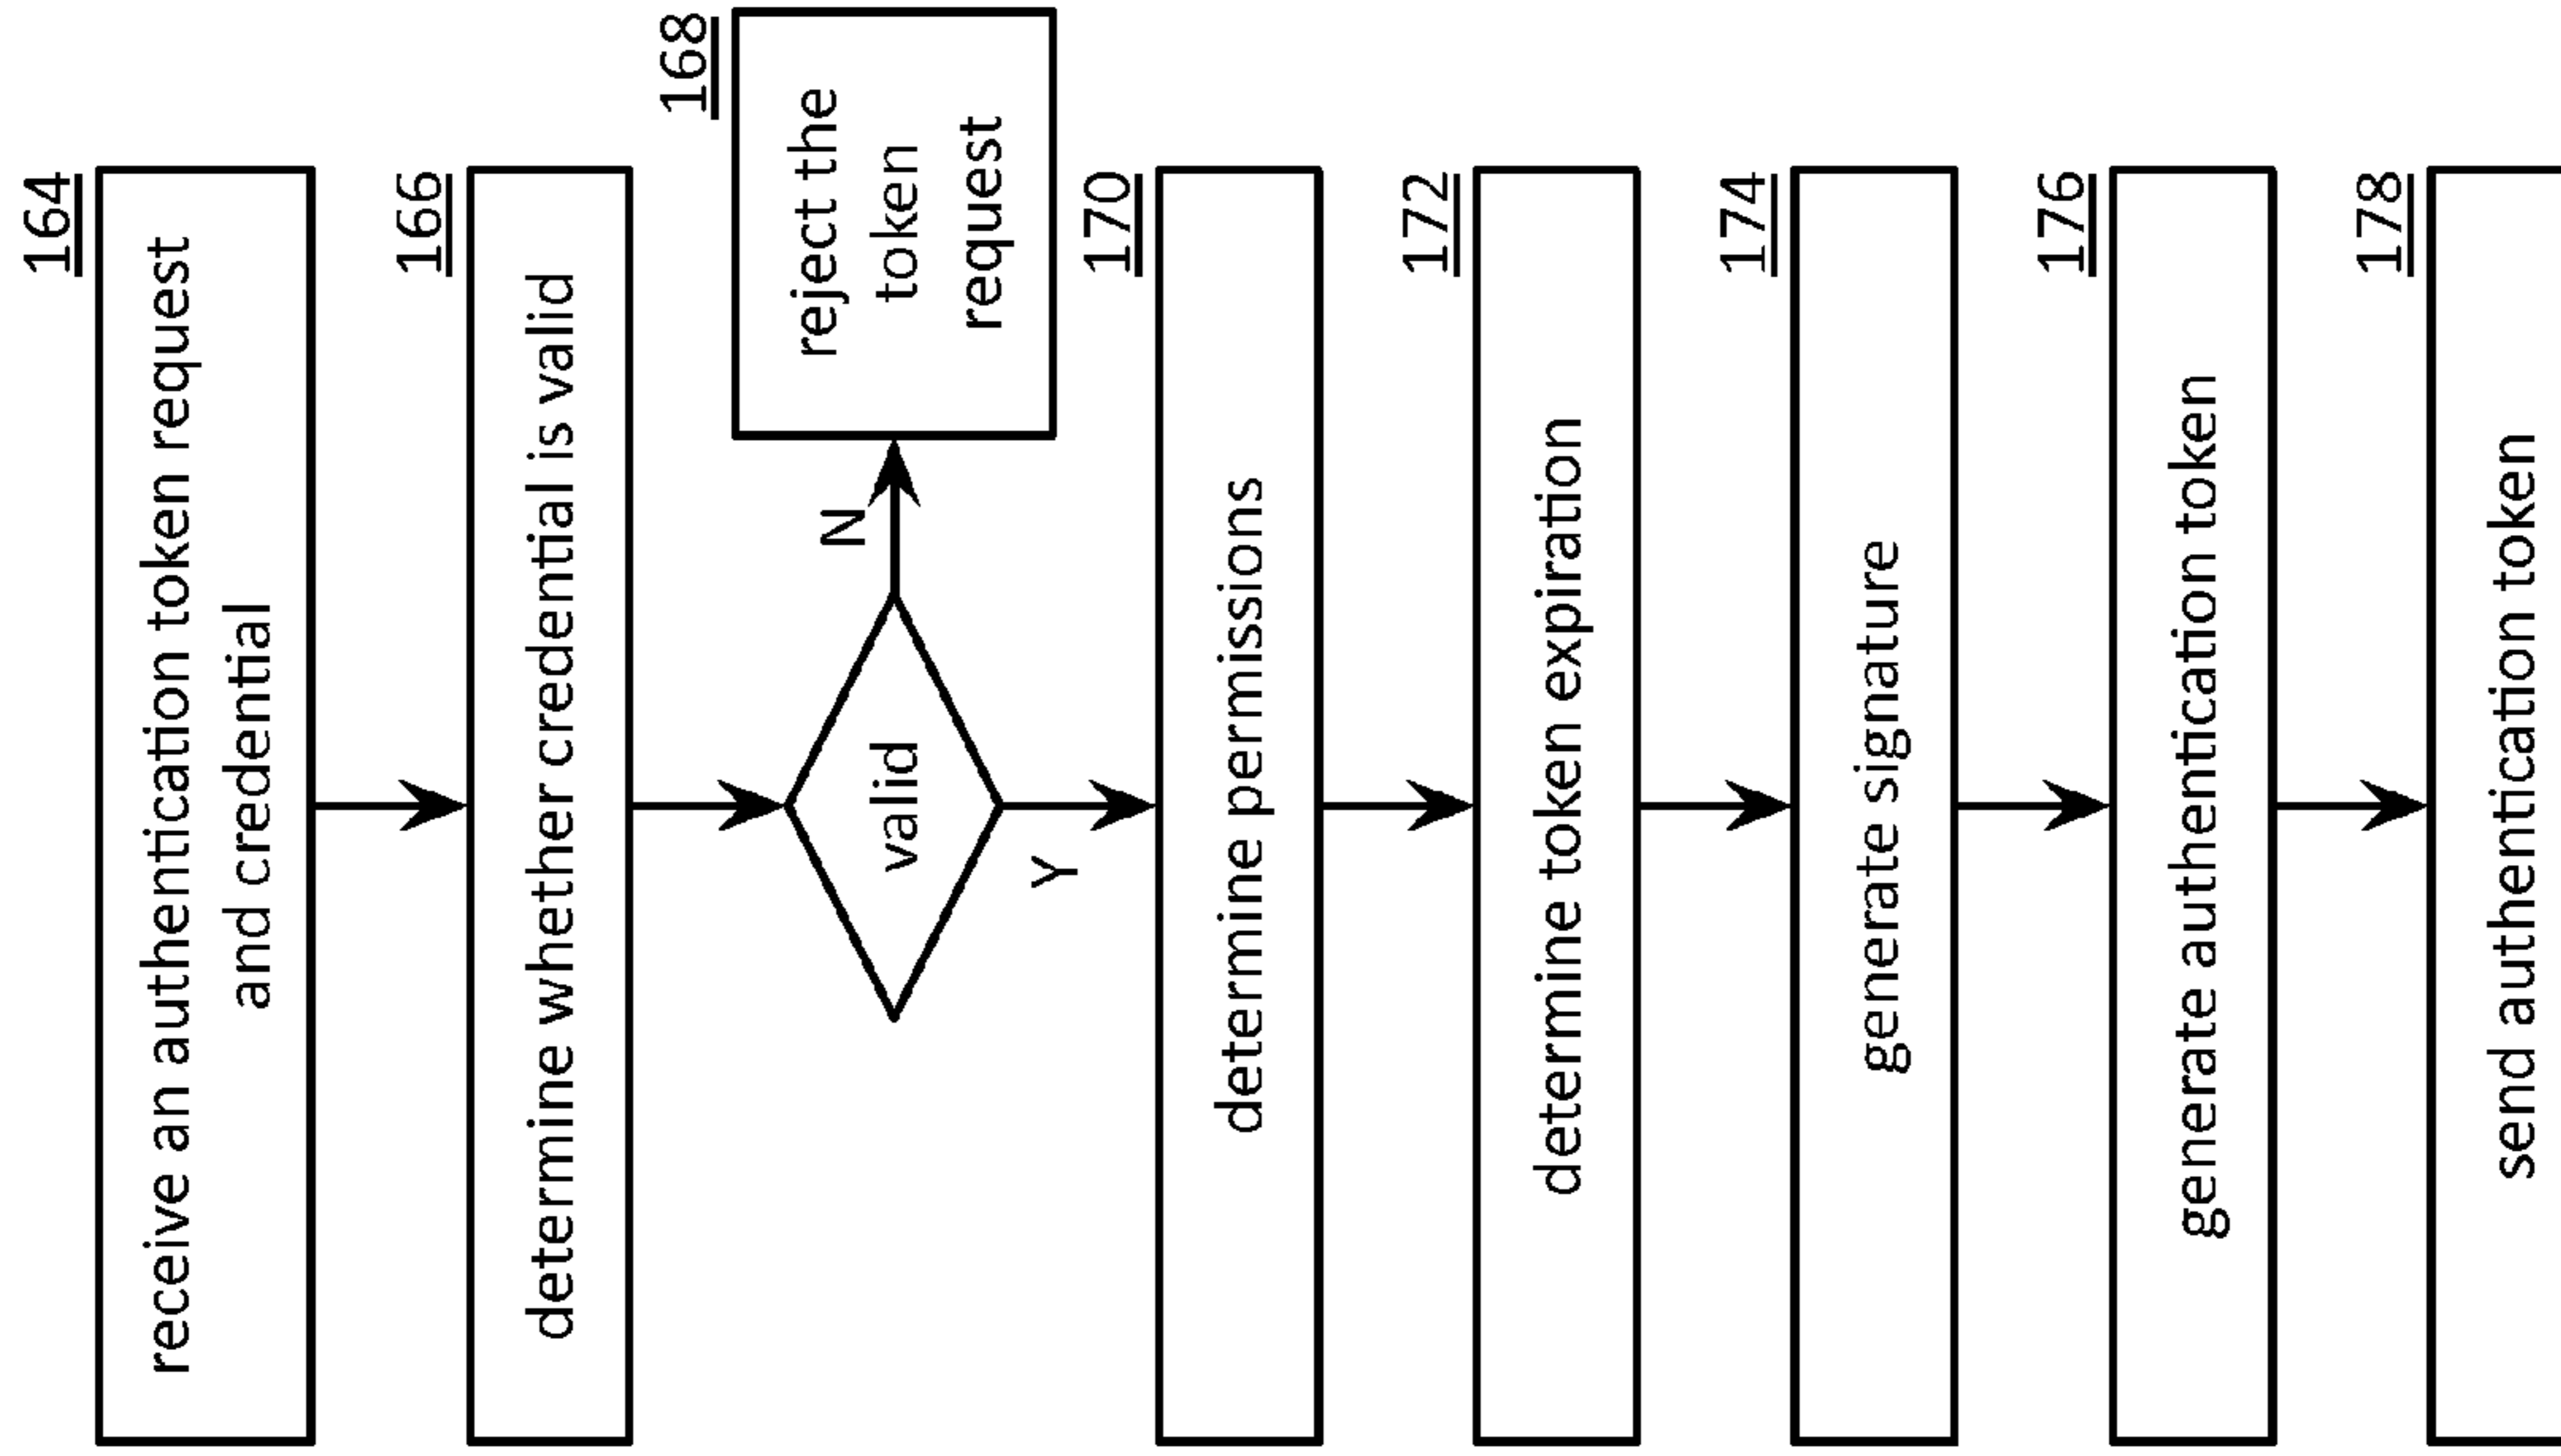 164
receive an authentication token request
and credential
166
determine whether credential is valid
168
reject the
token
request
N
valid
Y
170
determine permissions
172
determine token expiration
174
generate signature
176
generate authentication token
178
send authentication token